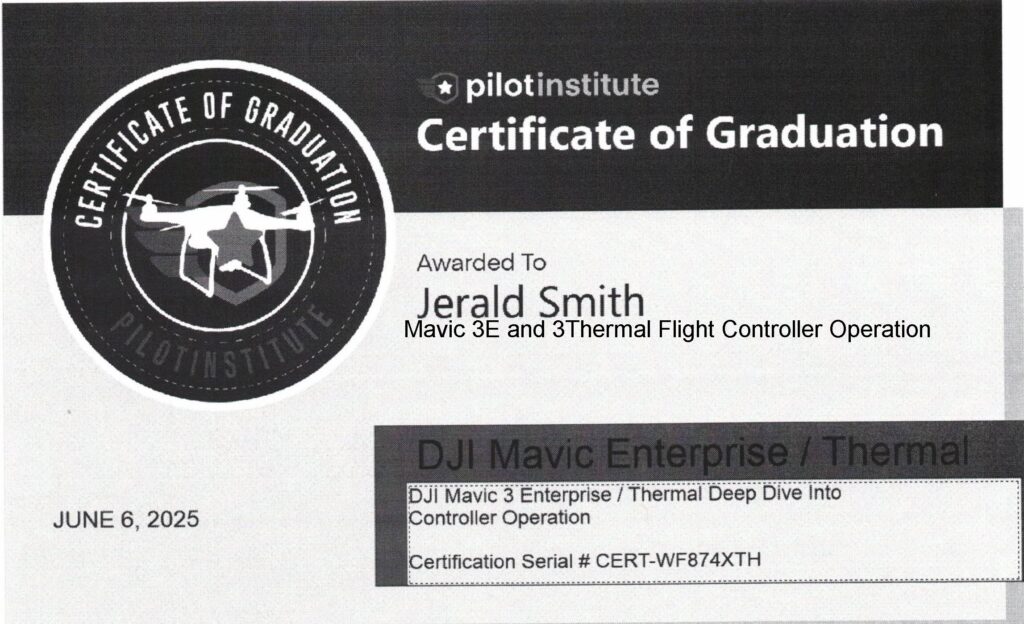 CERTIFICATE OF GRADUATION
PILOTINSTITUTE
pilotinstitute
Certificate of Graduation
Awarded To
Jerald Smith
Mavic 3E and 3Thermal Flight Controller Operation
DJI Mavic Enterprise / Thermal
DJI Mavic 3 Enterprise / Thermal Deep Dive Into
Controller Operation
Certification Serial # CERT-WF874XTH
JUNE 6, 2025